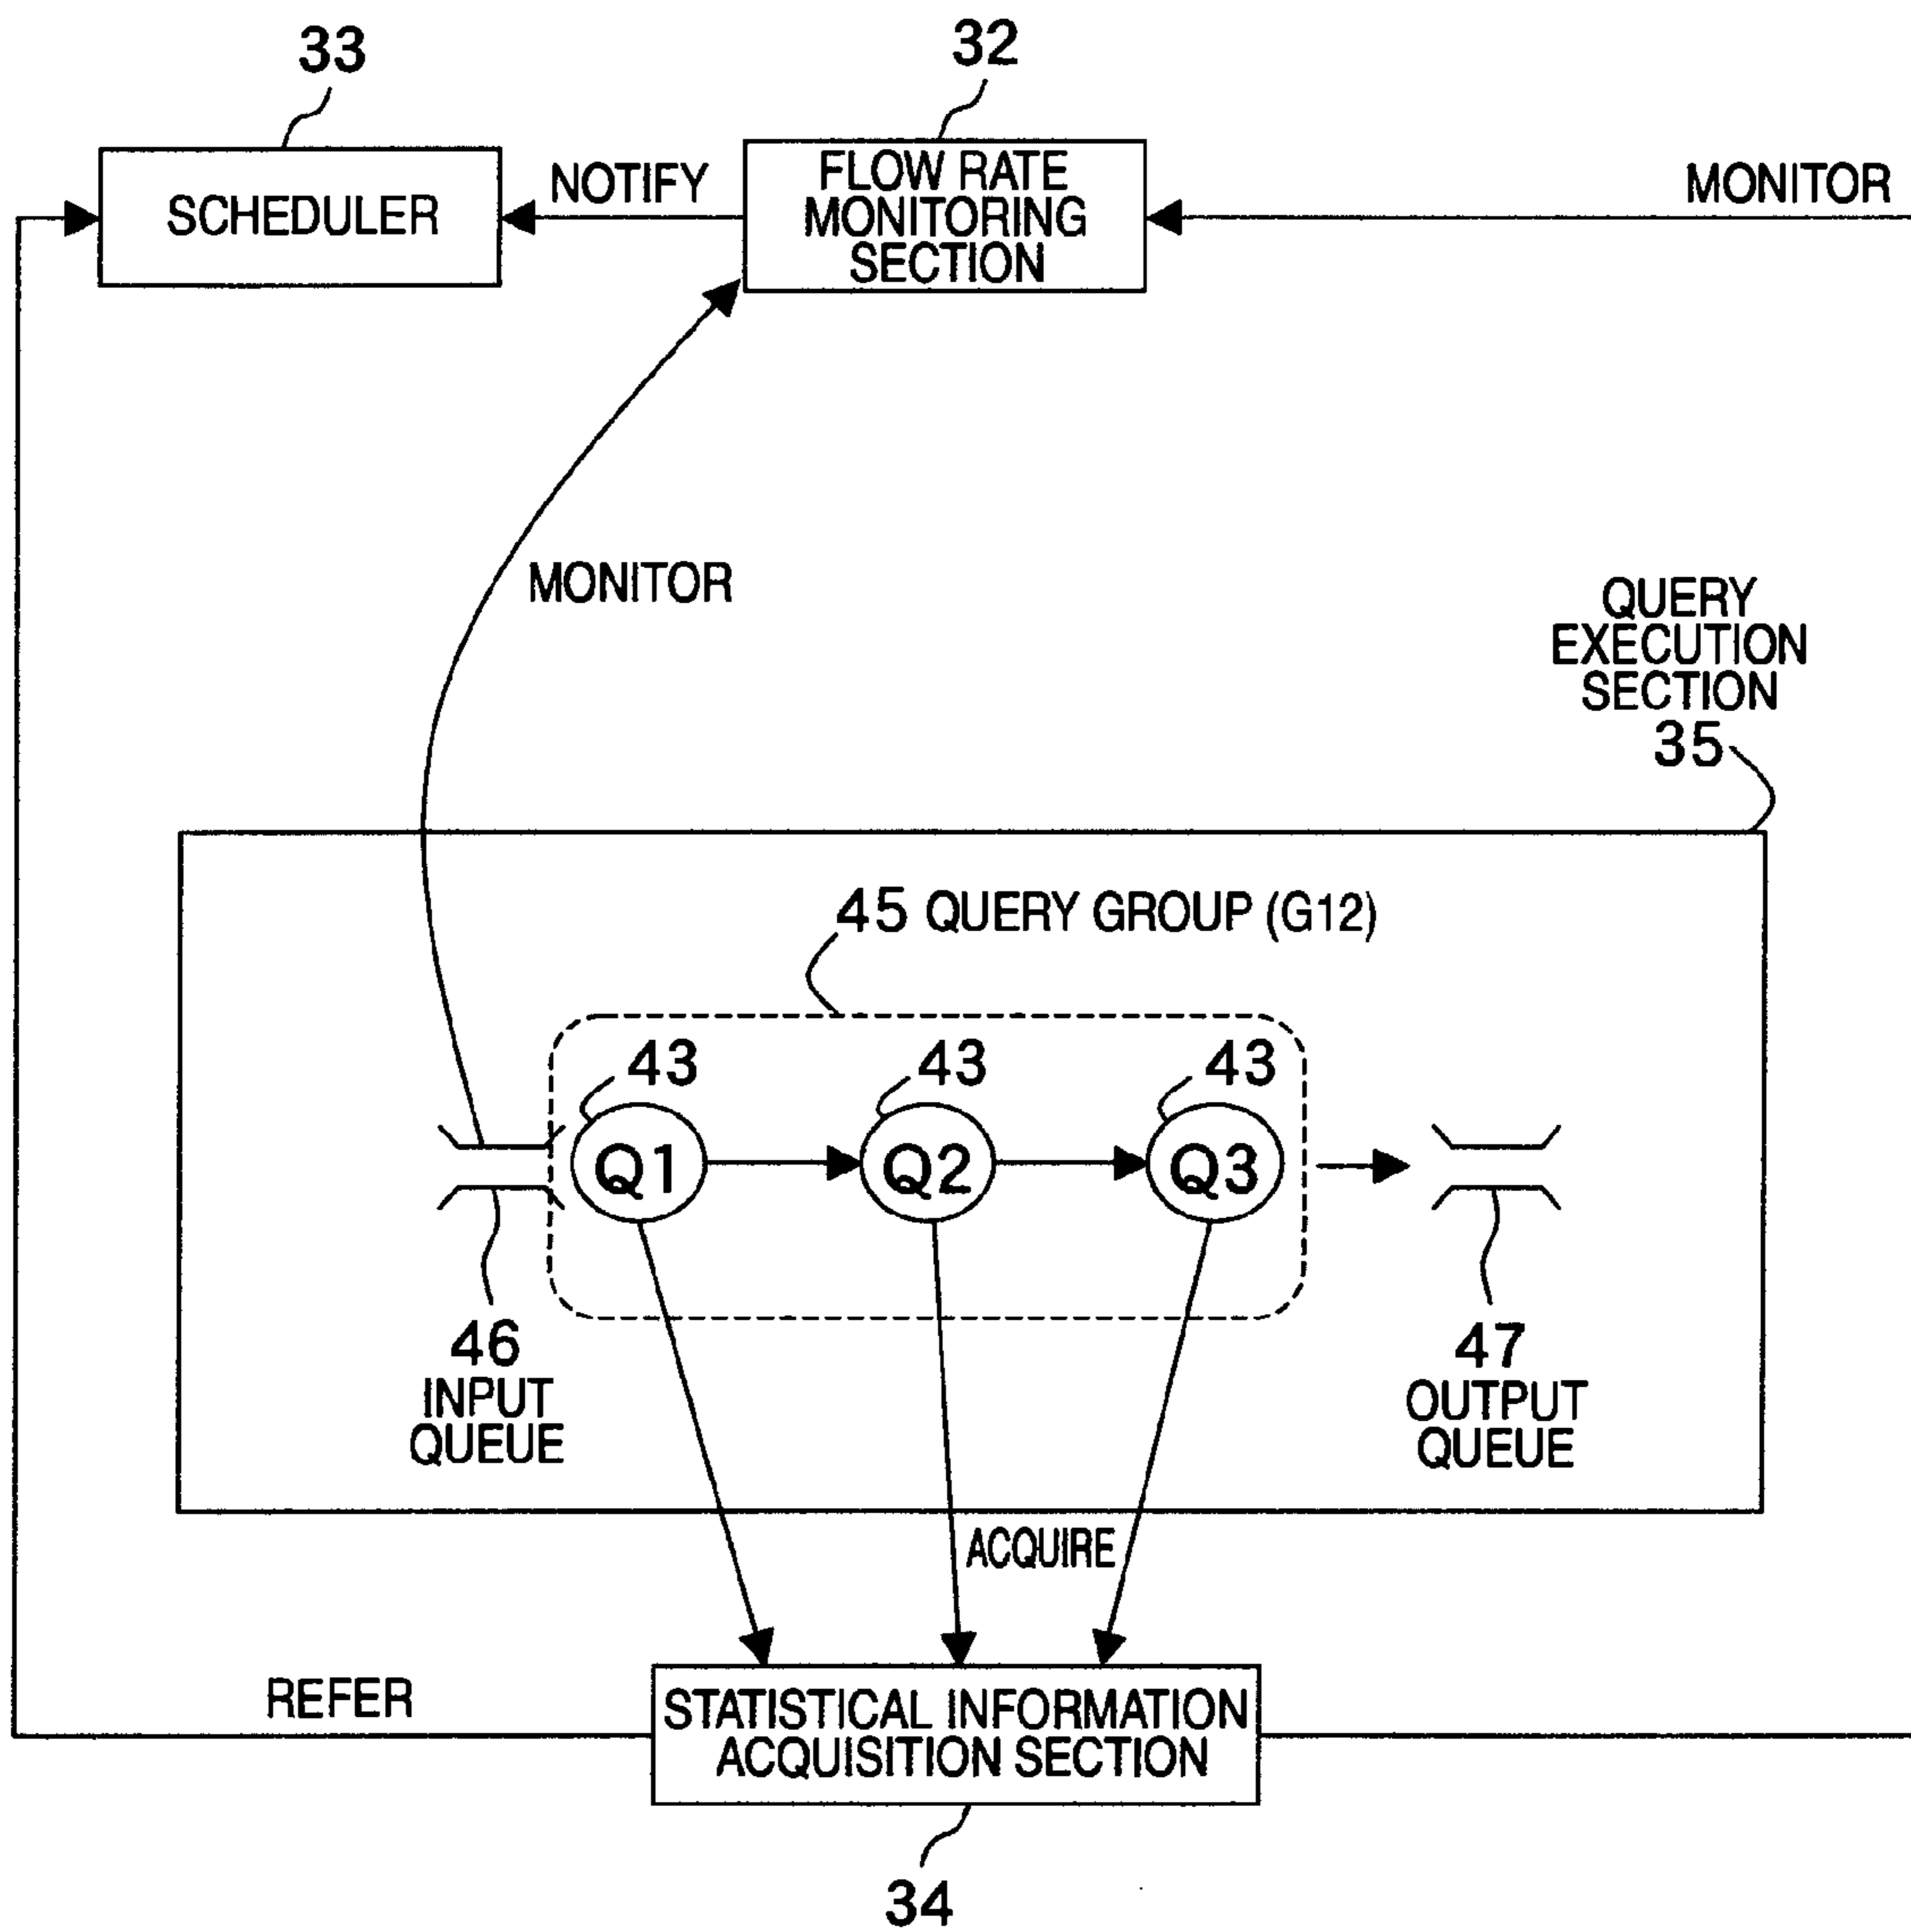 33
32
SCHEDULER
NOTIFY
FLOW RATE
MONITORING
SECTION
MONITOR
MONITOR
QUERY
EXECUTION
SECTION
35
45 QUERY GROUP (G12)
43
43
43
Q1
Q2
Q3
46
INPUT
QUEUE
47
OUTPUT
QUEUE
ACQUIRE
REFER
STATISTICAL INFORMATION
ACQUISITION SECTION
34